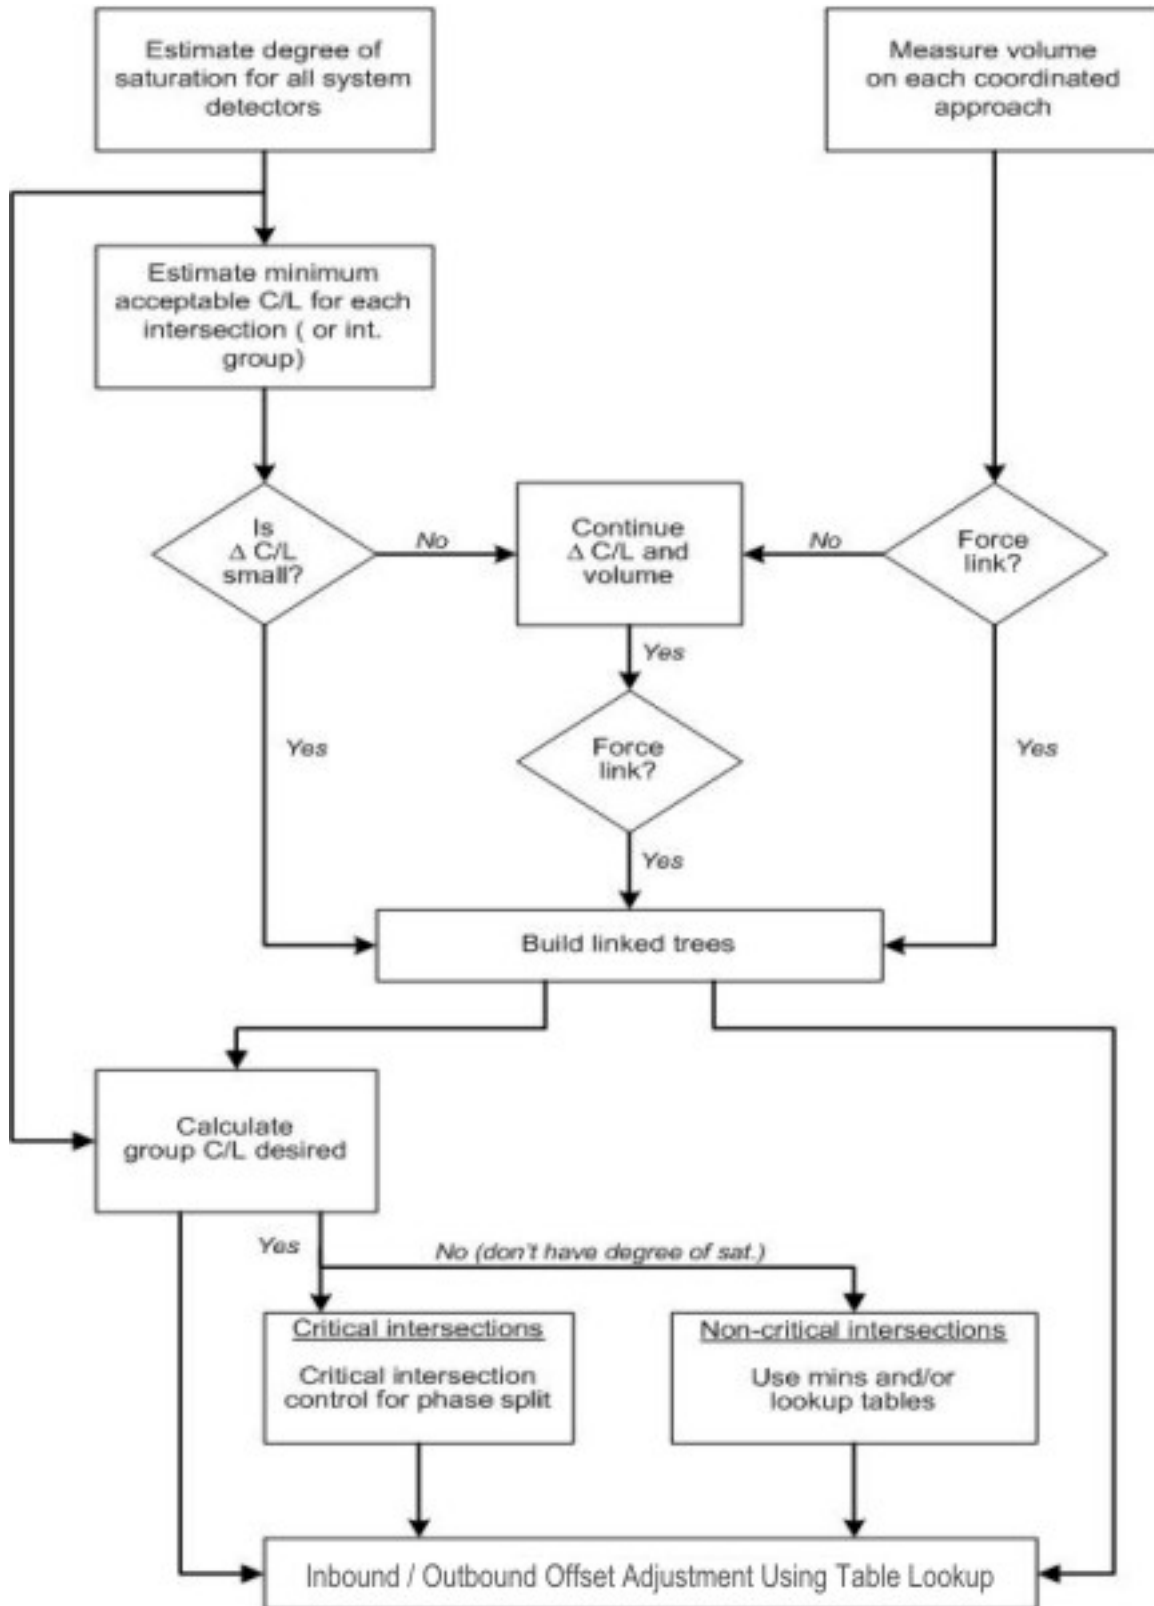 Estimate degree of
saturation for all system
detectors
Measure volume
on each coordinated
approach
Estimate minimum
acceptable C/L for each
intersection ( or int.
group)
Is
Δ C/L
small?
No
Continue
Δ C/L and
volume
No
Force
link?
Yes
Yes
Force
link?
Yes
Yes
Build linked trees
Calculate
group C/L desired
Yes
No (don't have degree of sat.)
Critical intersections
Critical intersection
control for phase split
Non-critical intersections
Use mins and/or
lookup tables
Inbound / Outbound Offset Adjustment Using Table Lookup